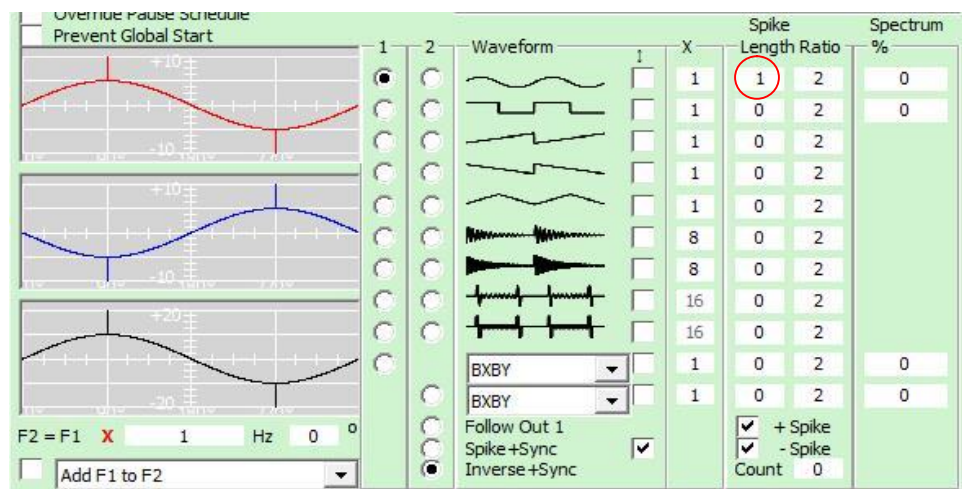 Override Pause Schedule
Prevent Global Start
1 2 Waveform ↕ X Spike Length Ratio Spectrum %
+10
-10
1 1 2 0
1 0 2 0
1 0 2
1 0 2
+10
-10
1 0 2
8 0 2
8 0 2
+20
-20
16 0 2
16 0 2
BXBY 1 0 2 0
BXBY 1 0 2 0
F2 = F1 X 1 Hz 0 °
Follow Out 1 + Spike
Spike+Sync - Spike
Inverse+Sync Count 0
Add F1 to F2